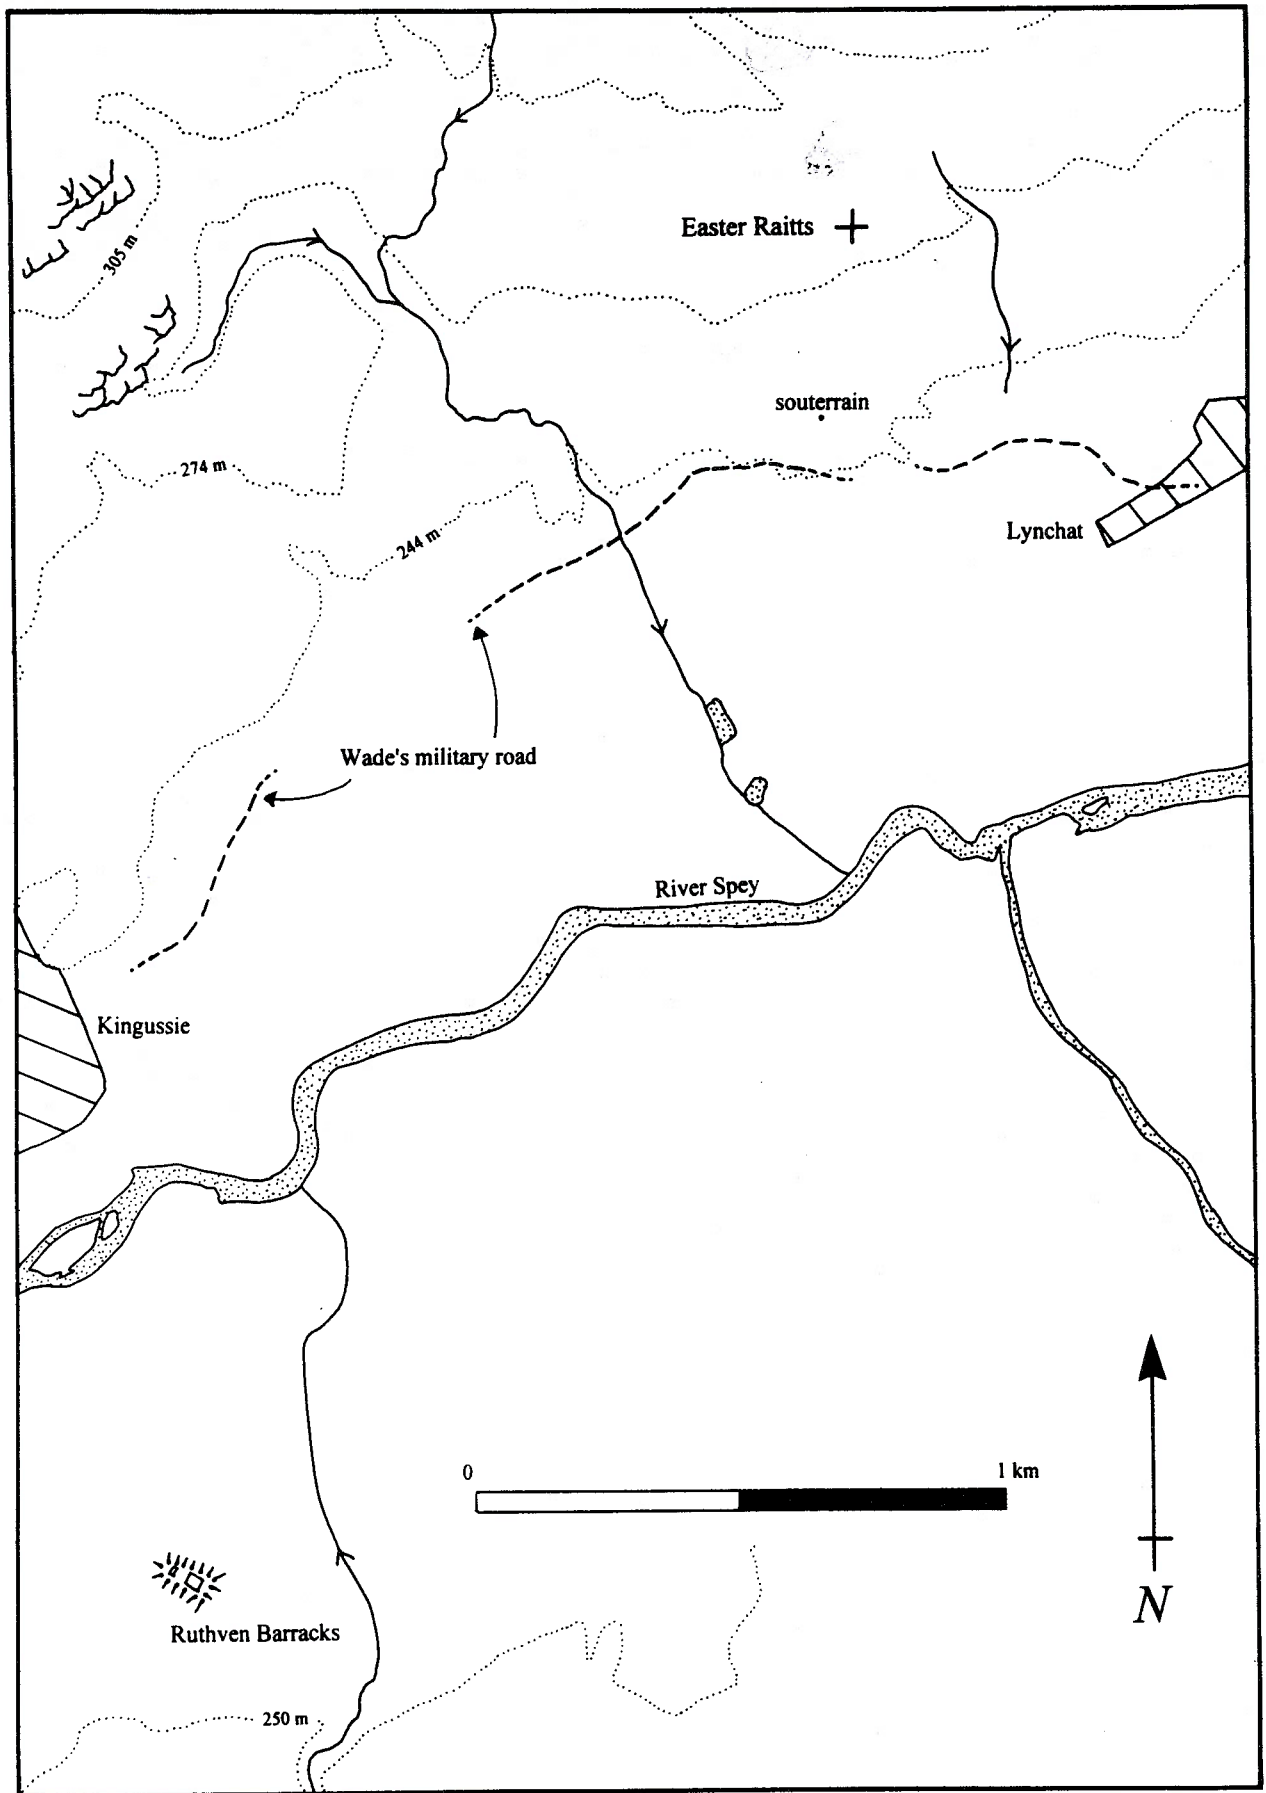 305 m
Easter Raitts
souterrain
274 m
244 m
Lynchat
Wade's military road
River Spey
Kingussie
0
1 km
N
Ruthven Barracks
250 m